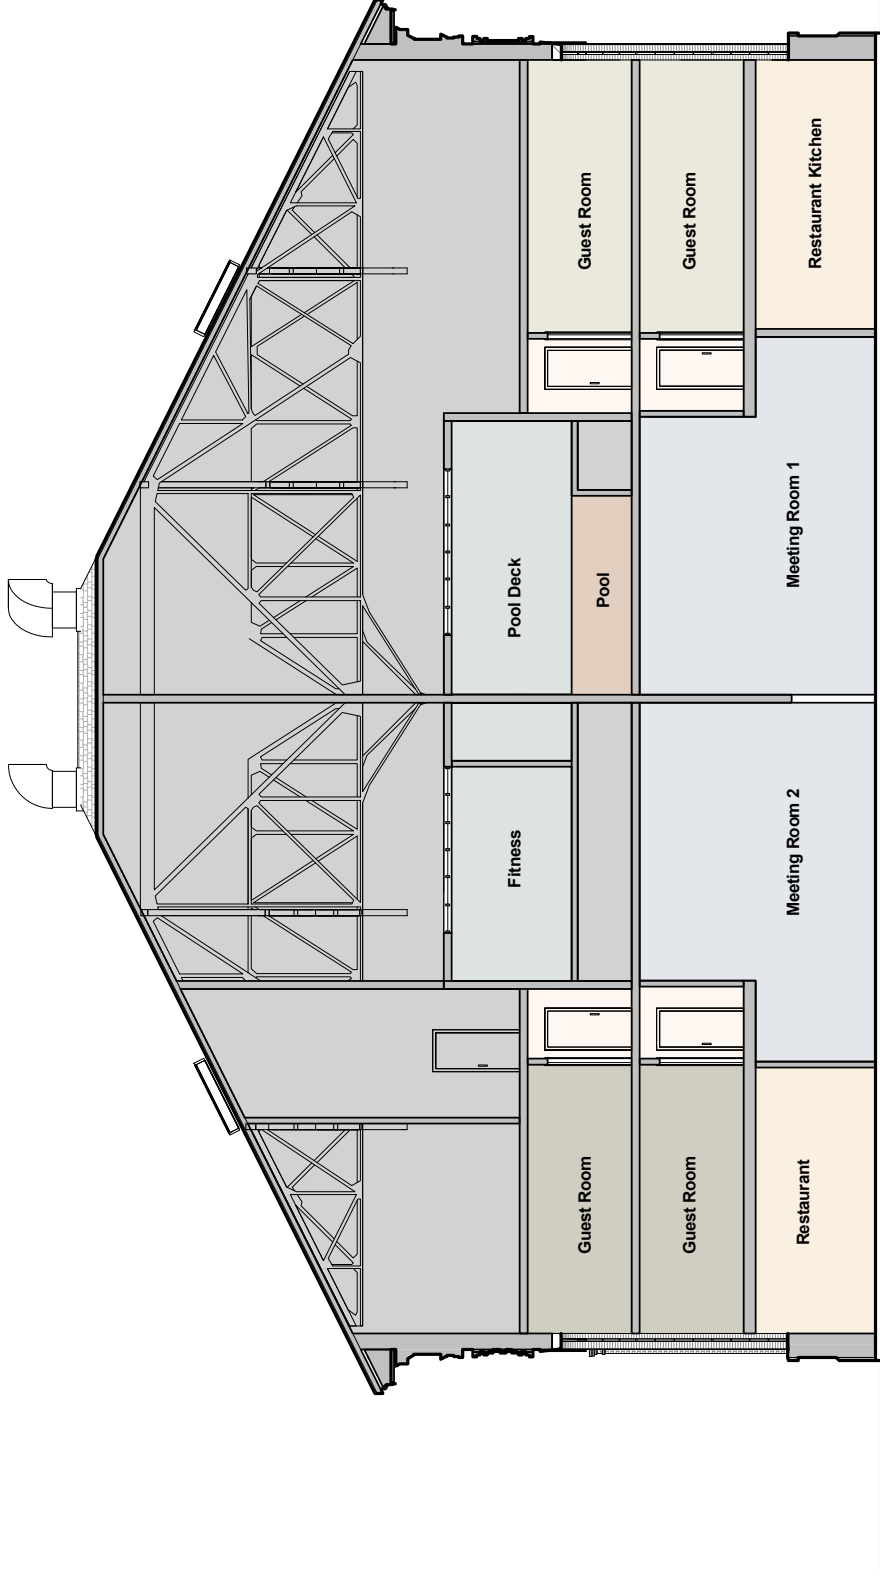 Fitness
Pool Deck
Guest Room
Pool
Guest Room
Guest Room
Guest Room
Restaurant
Meeting Room 2
Meeting Room 1
Restaurant Kitchen